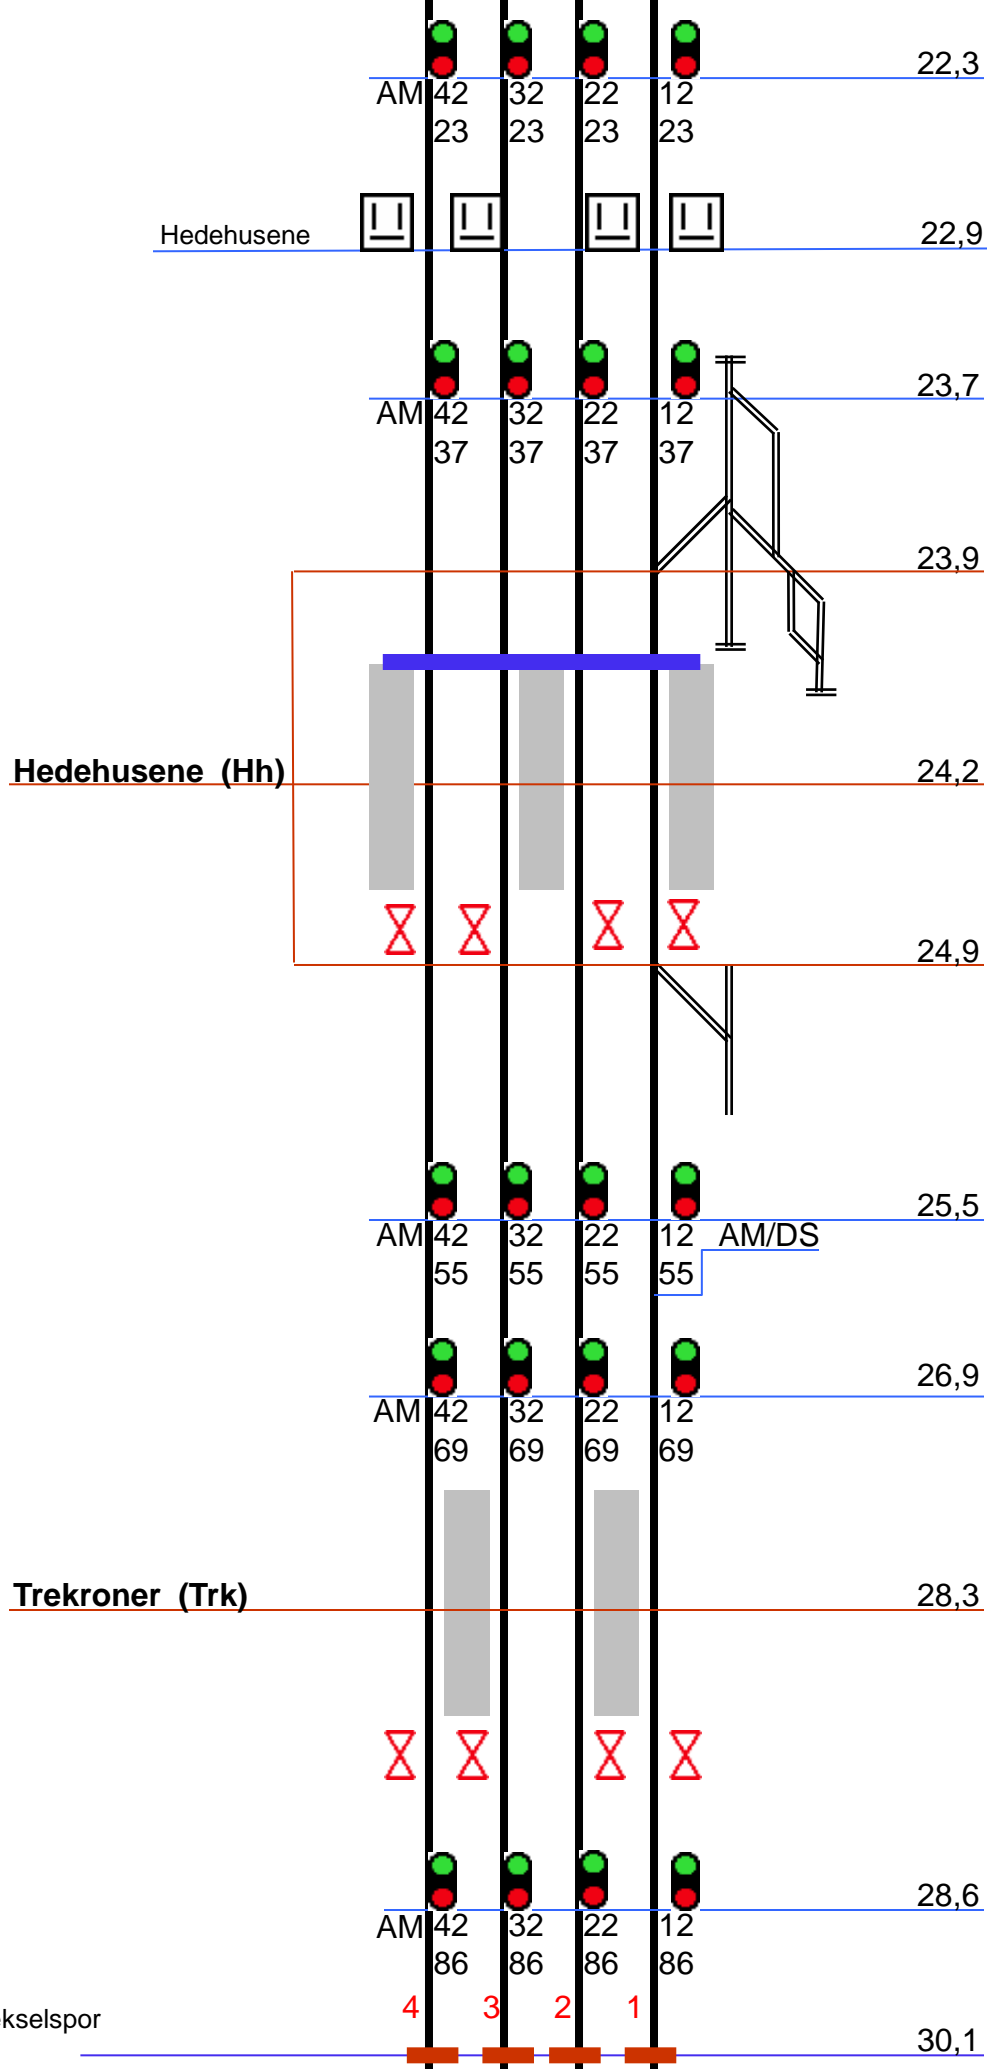 22,3
AM 42 32 22 12
23 23 23 23
Hedehusene 22,9
23,7
AM 42 32 22 12
37 37 37 37
23,9
Hedehusene (Hh) 24,2
24,9
25,5
AM 42 32 22 12 AM/DS
55 55 55 55
26,9
AM 42 32 22 12
69 69 69 69
Trekroner (Trk) 28,3
28,6
AM 42 32 22 12
86 86 86 86
4 3 2 1
kselspor 30,1